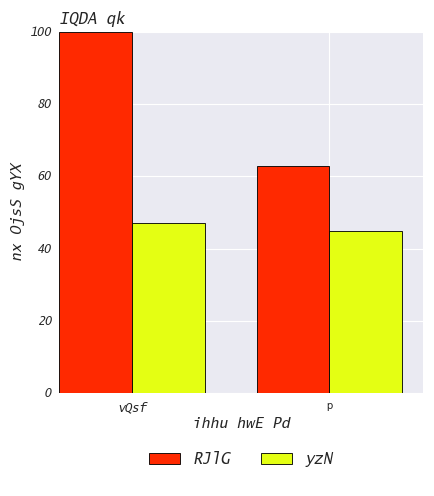 IQDA qk
100
80
60
40
20
0
nx OjsS gYX
vQsf
p
ihhu hwE Pd
RJlG
yzN